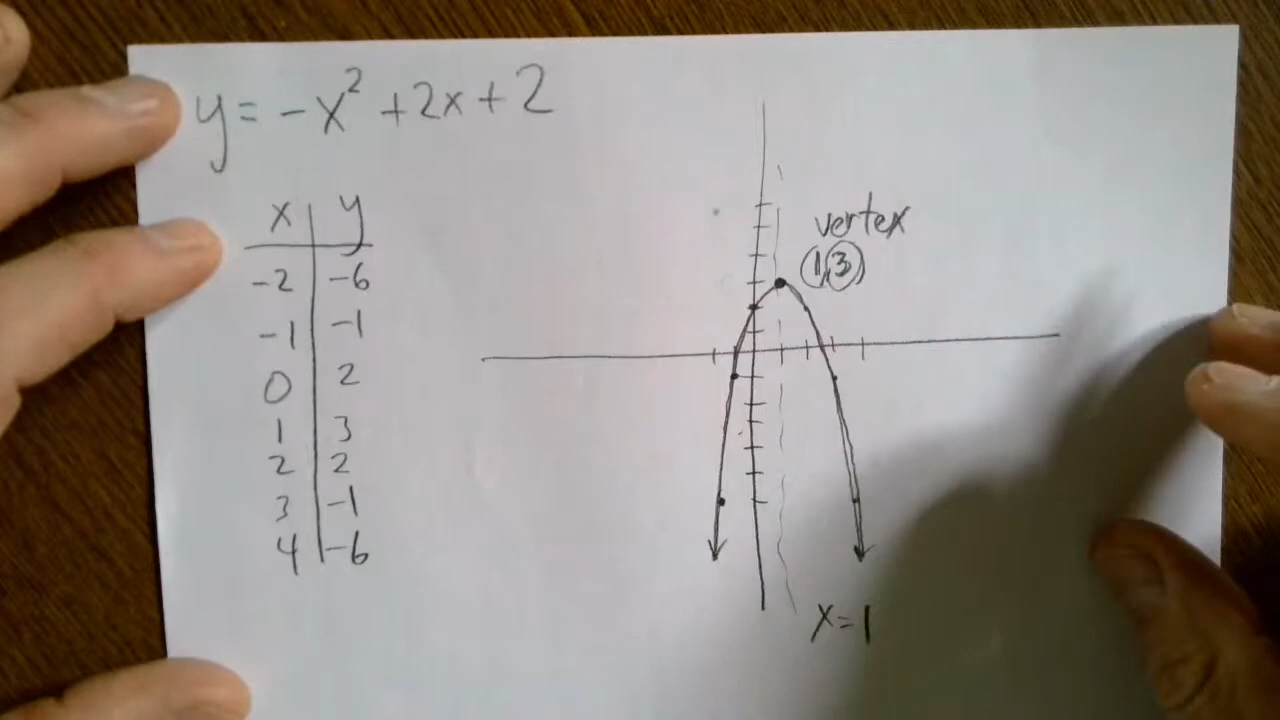 y = -x² + 2x + 2
x | y
-2 | -6
-1 | -1
0 | 2
1 | 3
2 | 2
3 | -1
4 | -6
vertex
(1,3)
x = 1